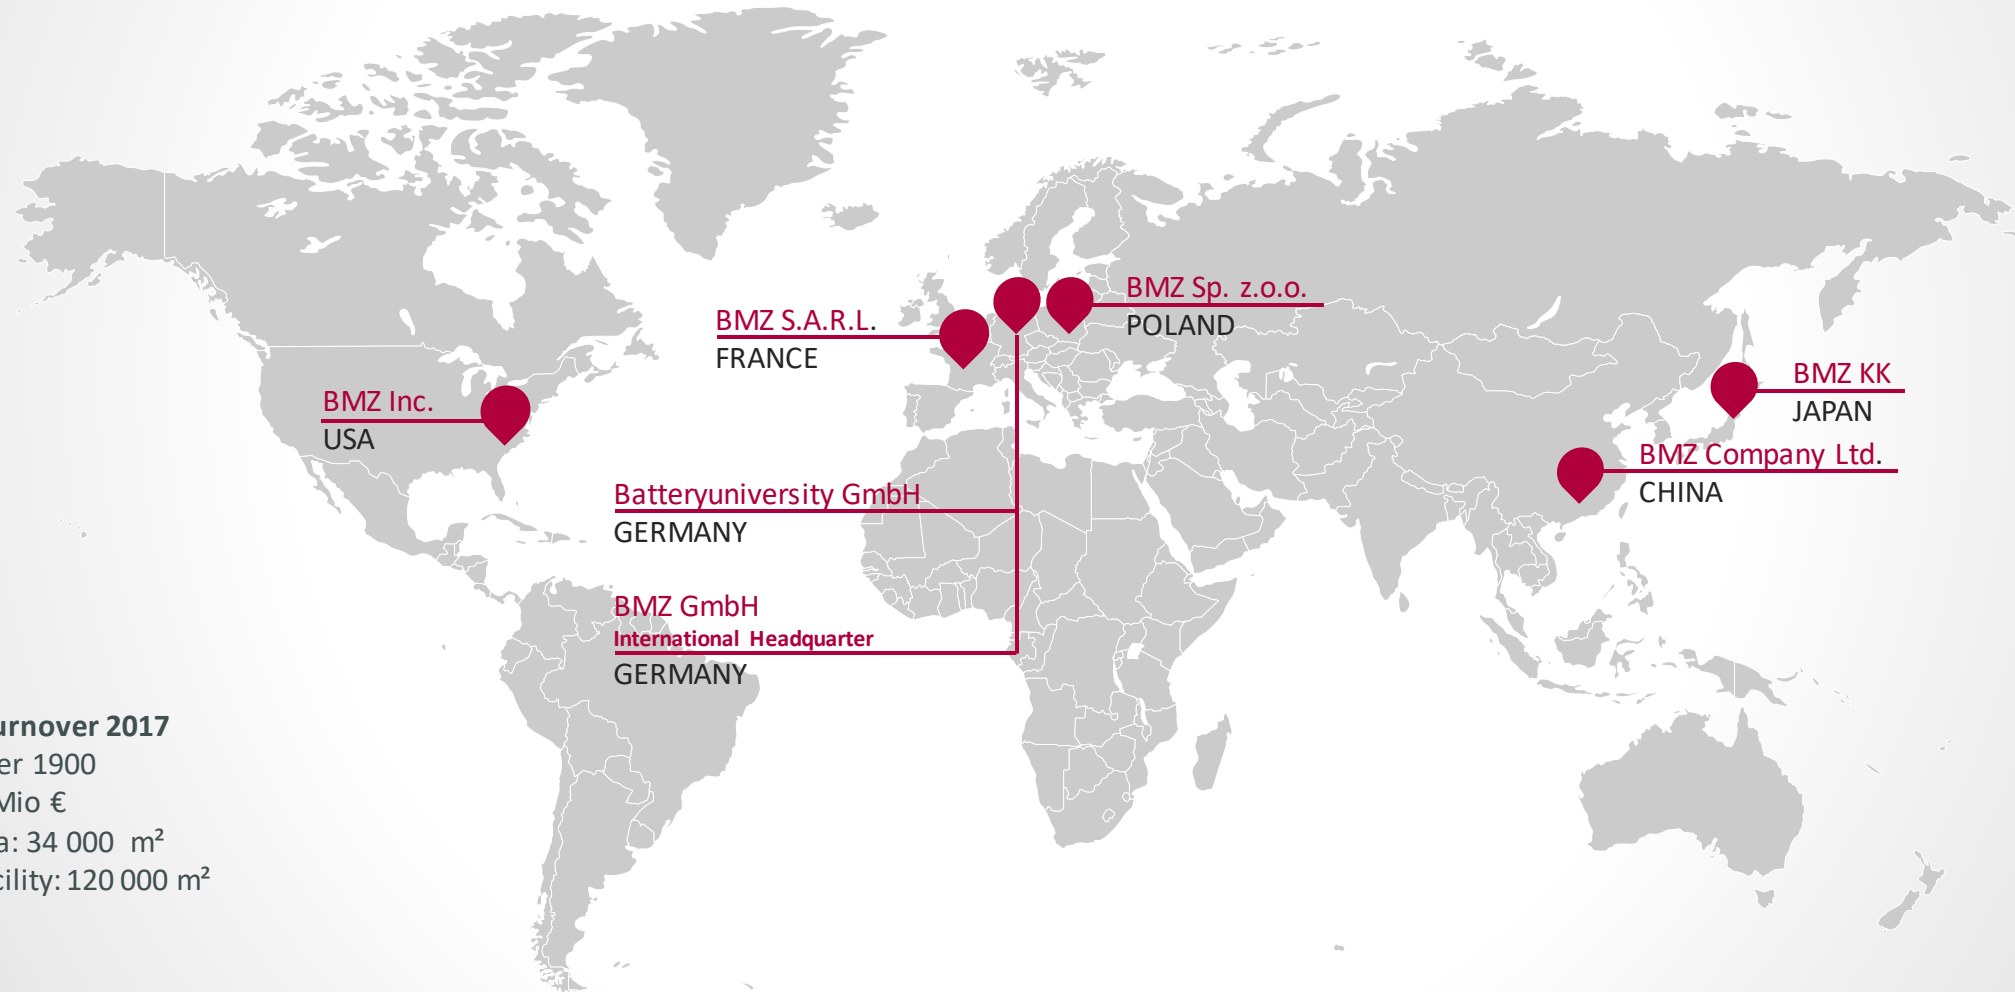 BMZ Sp. z.o.o.
POLAND
BMZ S.A.R.L.
FRANCE
BMZ KK
JAPAN
BMZ Inc.
USA
BMZ Company Ltd.
CHINA
Batteryuniversity GmbH
GERMANY
BMZ GmbH
International Headquarter
GERMANY
urnover 2017
er 1900
Mio €
a: 34 000 m²
cility: 120 000 m²